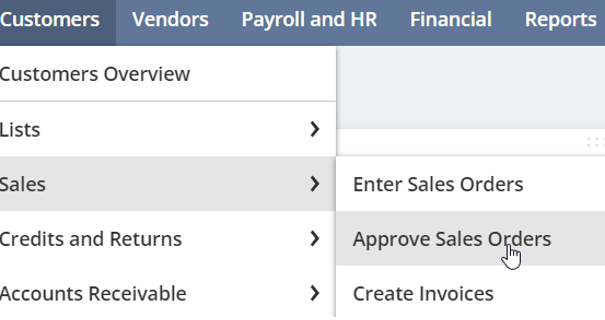 Customers Vendors Payroll and HR Financial Reports
Customers Overview
Lists
Sales
Enter Sales Orders
Credits and Returns
Approve Sales Orders
Accounts Receivable
Create Invoices